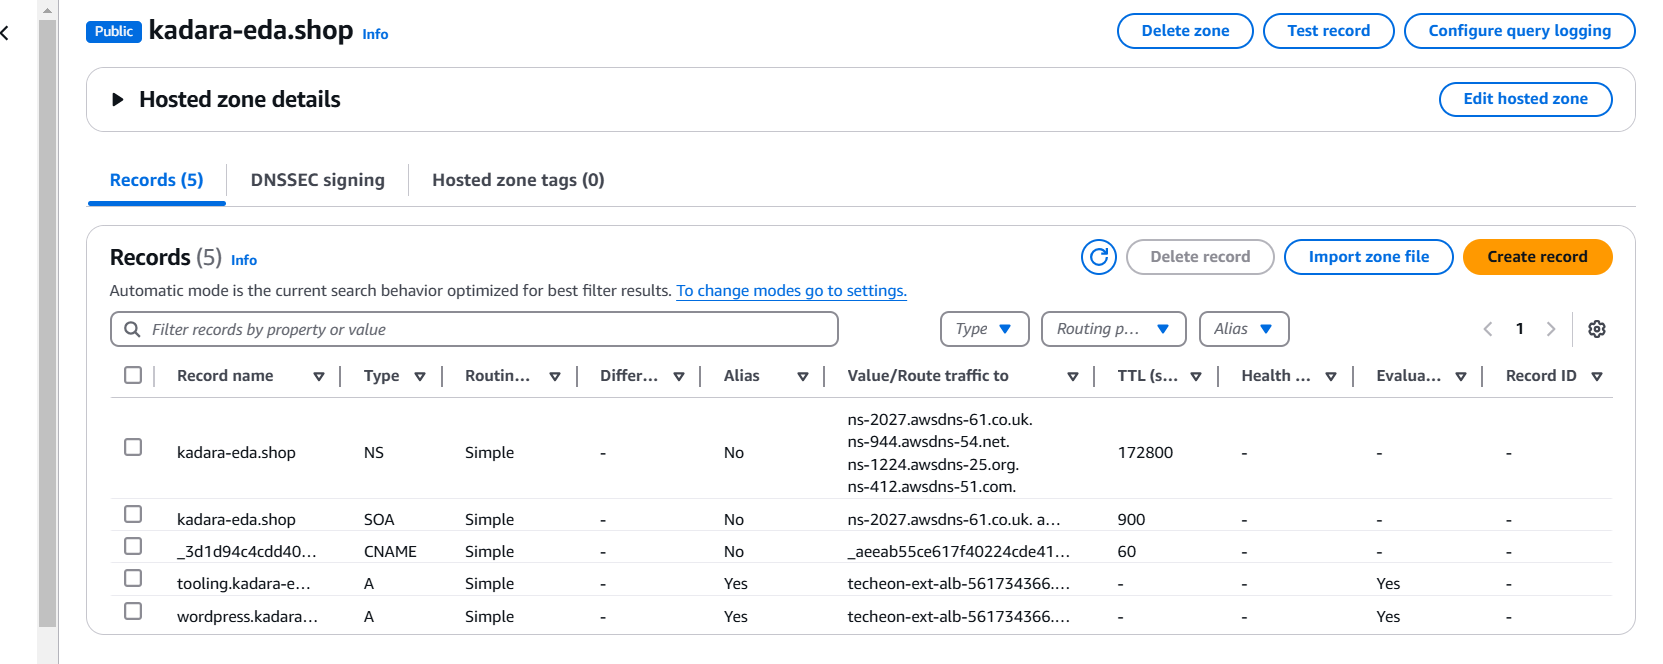 Public kadara-eda.shop Info
Delete zone Test record Configure query logging
Hosted zone details Edit hosted zone
Records (5) DNSSEC signing Hosted zone tags (0)
Records (5) Info
Delete record Import zone file Create record
Automatic mode is the current search behavior optimized for best filter results. To change modes go to settings.
Filter records by property or value Type Routing p... Alias 1
Record name Type Routin... Differ... Alias Value/Route traffic to TTL (s... Health ... Evalua... Record ID
kadara-eda.shop NS Simple - No ns-2027.awsdns-61.co.uk.
ns-944.awsdns-54.net.
ns-1224.awsdns-25.org.
ns-412.awsdns-51.com. 172800 - - -
kadara-eda.shop SOA Simple - No ns-2027.awsdns-61.co.uk. a... 900 - - -
_3d1d94c4cdd40... CNAME Simple - No _aeeab55ce617f40224cde41... 60 - - -
tooling.kadara-e... A Simple - Yes techeon-ext-alb-561734366.... - - Yes -
wordpress.kadara... A Simple - Yes techeon-ext-alb-561734366.... - - Yes -